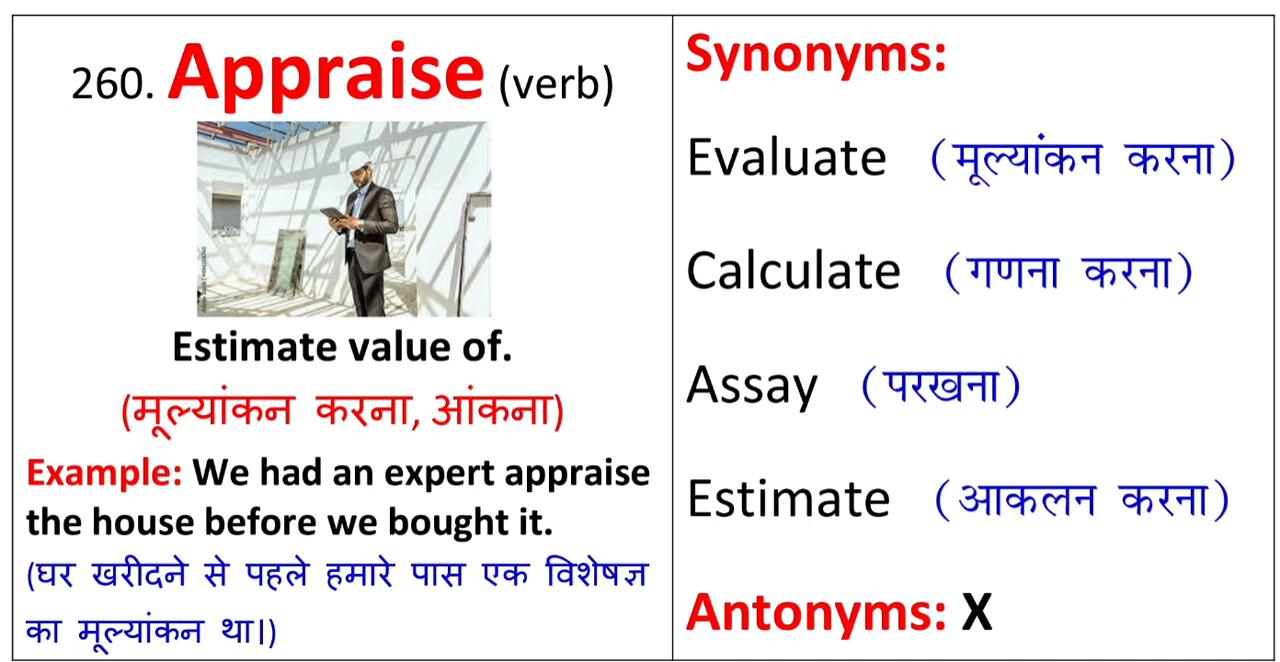 260. Appraise (verb)
Estimate value of.
(मूल्यांकन करना, आंकना)
Example: We had an expert appraise
the house before we bought it.
(घर खरीदने से पहले हमारे पास एक विशेषज्ञ
का मूल्यांकन था।)
Synonyms:
Evaluate (मूल्यांकन करना)
Calculate (गणना करना)
Assay (परखना)
Estimate (आकलन करना)
Antonyms: X